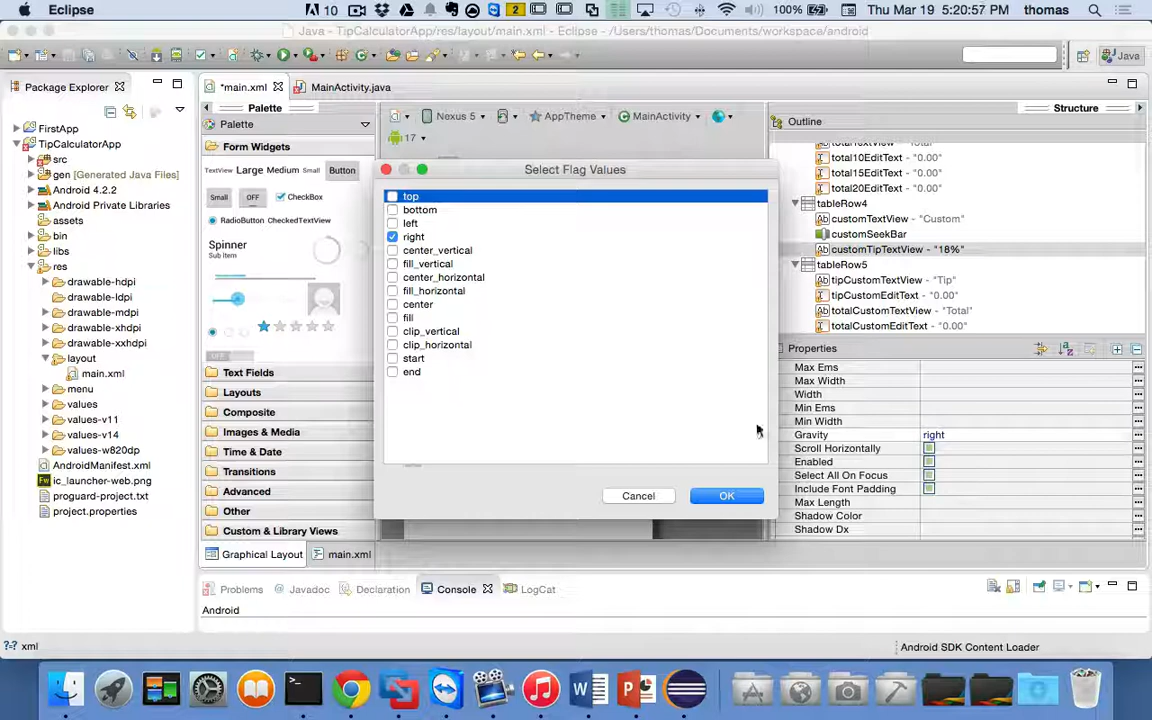 Eclipse
10
2
100%
Thu Mar 19 5:20:57 PM
thomas
Java – TipCalculatorApp/res/layout/main.xml – Eclipse – /Users/thomas/Documents/workspace/android
Java
Package Explorer
FirstApp
TipCalculatorApp
src
gen [Generated Java Files]
Android 4.2.2
Android Private Libraries
assets
bin
libs
res
drawable-hdpi
drawable-ldpi
drawable-mdpi
drawable-xhdpi
drawable-xxhdpi
layout
main.xml
menu
values
values-v11
values-v14
values-w820dp
AndroidManifest.xml
ic_launcher-web.png
proguard-project.txt
project.properties
*main.xml
MainActivity.java
Palette
Palette
Form Widgets
TextView Large Medium Small Button
Small OFF CheckBox
RadioButton CheckedTextView
Spinner
Sub Item
OFF
Text Fields
Layouts
Composite
Images & Media
Time & Date
Transitions
Advanced
Other
Custom & Library Views
Graphical Layout
main.xml
Nexus 5
AppTheme
MainActivity
17
Select Flag Values
top
bottom
left
right
center_vertical
fill_vertical
center_horizontal
fill_horizontal
center
fill
clip_vertical
clip_horizontal
start
end
Cancel
OK
Structure
Outline
total10EditText - "0.00"
total15EditText - "0.00"
total20EditText - "0.00"
tableRow4
customTextView - "Custom"
customSeekBar
customTipTextView - "18%"
tableRow5
tipCustomEditText
tipCustomTextView - "Tip"
tipCustomEditText - "0.00"
totalCustomTextView - "Total"
totalCustomEditText - "0.00"
Properties
Max Ems
Max Width
Width
Min Ems
Min Width
Gravity right
Scroll Horizontally
Enabled
Select All On Focus
Include Font Padding
Max Length
Shadow Color
Shadow Dx
Problems
Javadoc
Declaration
Console
LogCat
Android
xml
Android SDK Content Loader